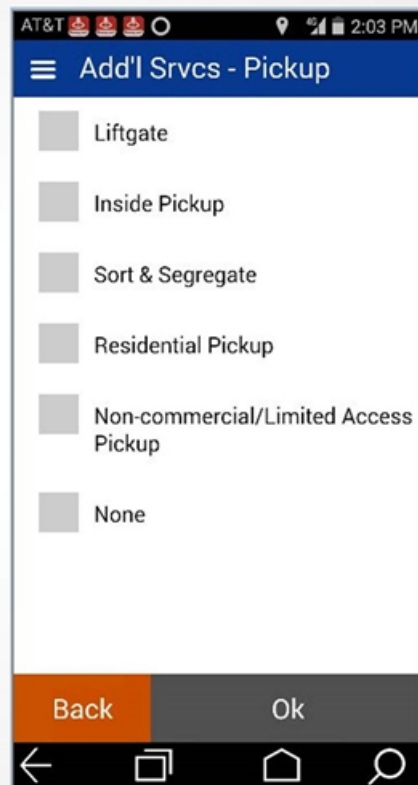 AT&T 4G 2:03 PM
Add'l Srvcs - Pickup
Liftgate
Inside Pickup
Sort & Segregate
Residential Pickup
Non-commercial/Limited Access
Pickup
None
Back Ok